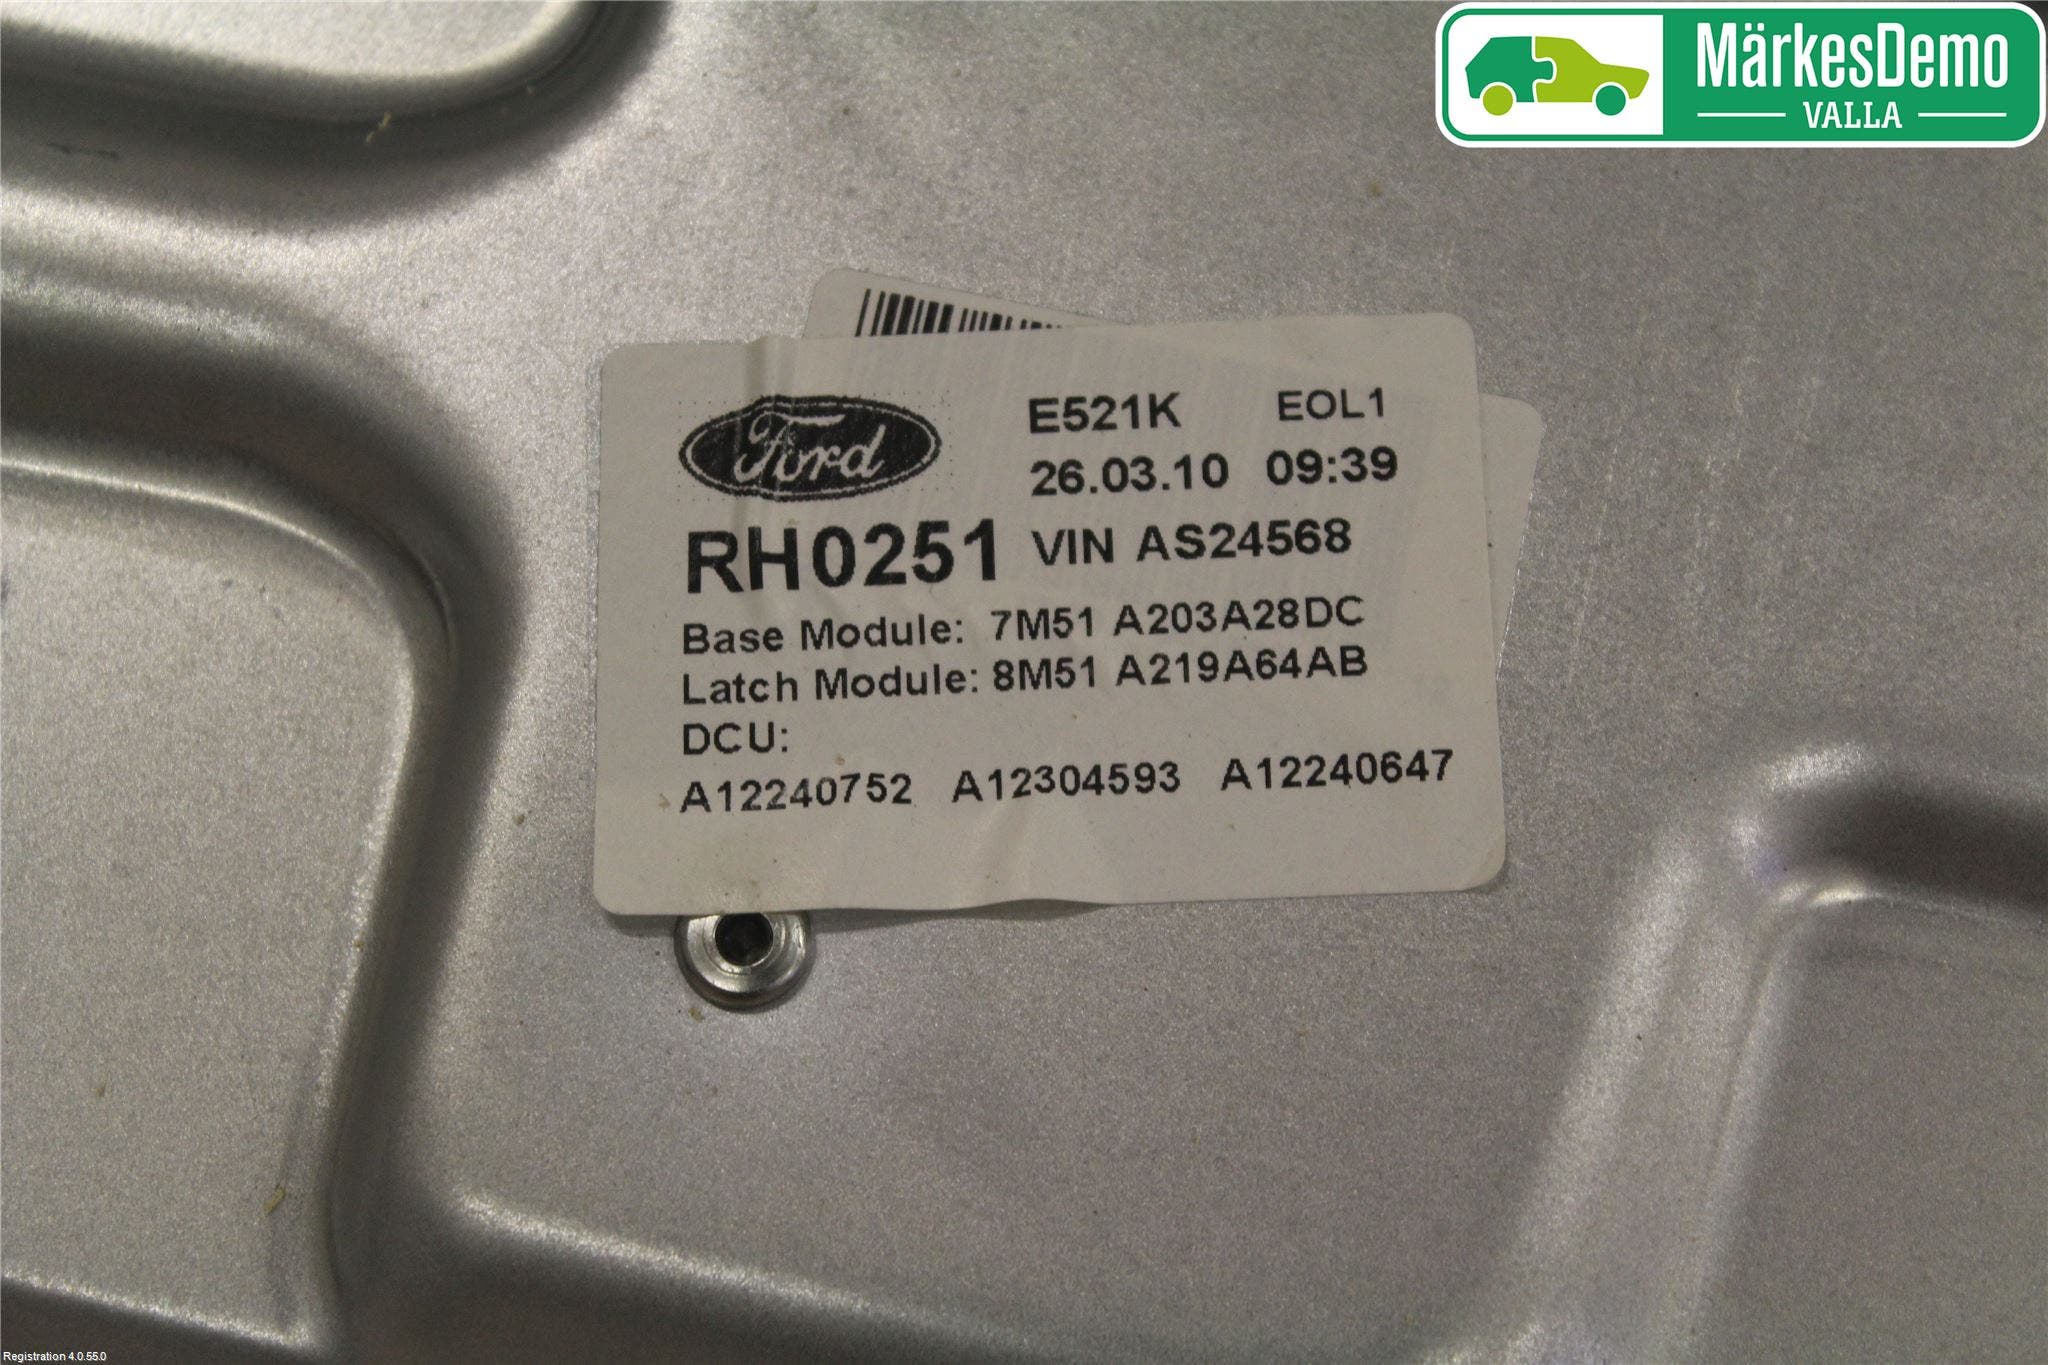 MärkesDemo
VALLA
Ford
E521K EOL1
26.03.10 09:39
RH0251 VIN AS24568
Base Module: 7M51 A203A28DC
Latch Module: 8M51 A219A64AB
DCU:
A12240752 A12304593 A12240647
Registration 4.0.55.0